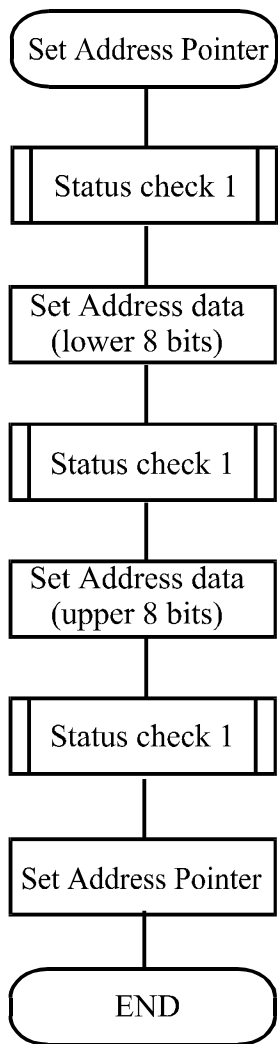 Set Address Pointer
Status check 1
Set Address data
(lower 8 bits)
Status check 1
Set Address data
(upper 8 bits)
Status check 1
Set Address Pointer
END